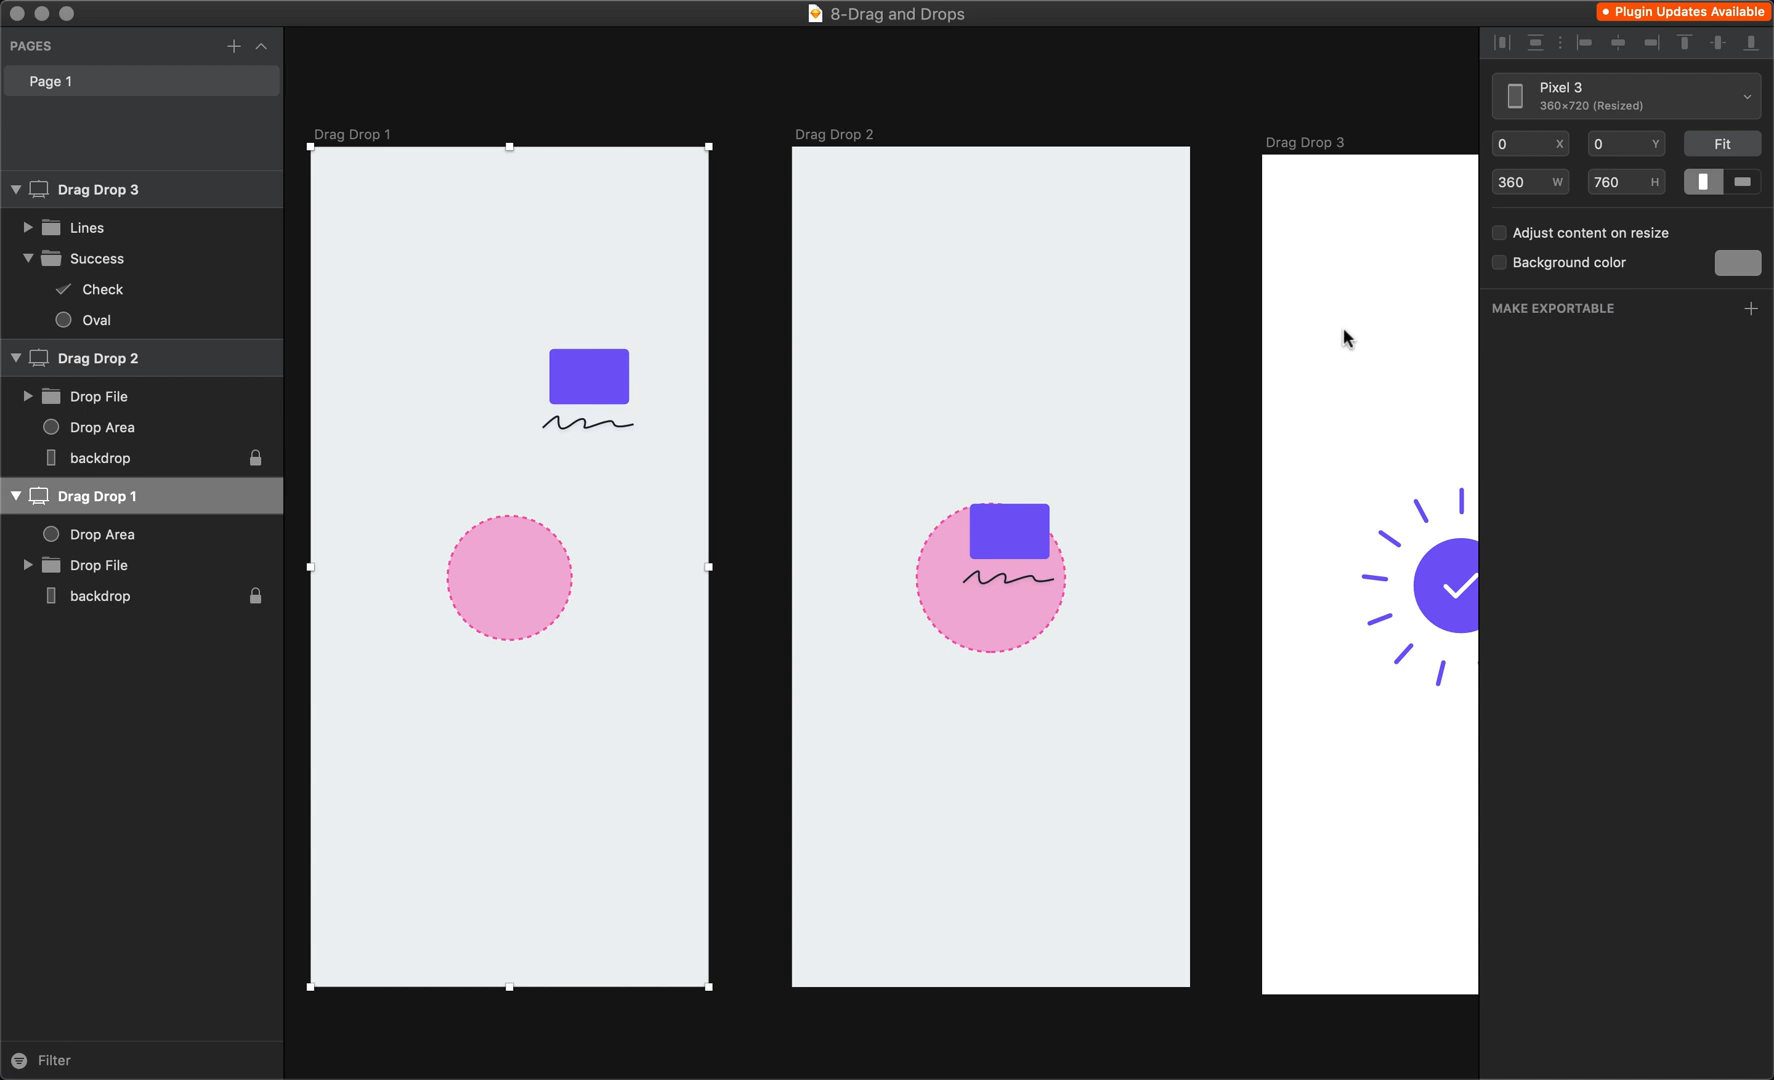 8-Drag and Drops
Plugin Updates Available
PAGES
Page 1
Drag Drop 3
Lines
Success
Check
Oval
Drag Drop 2
Drop File
Drop Area
backdrop
Drag Drop 1
Drop Area
Drop File
backdrop
Filter
Drag Drop 1
Drag Drop 2
Drag Drop 3
Pixel 3
360×720 (Resized)
0 X 0 Y Fit
360 W 760 H
Adjust content on resize
Background color
MAKE EXPORTABLE